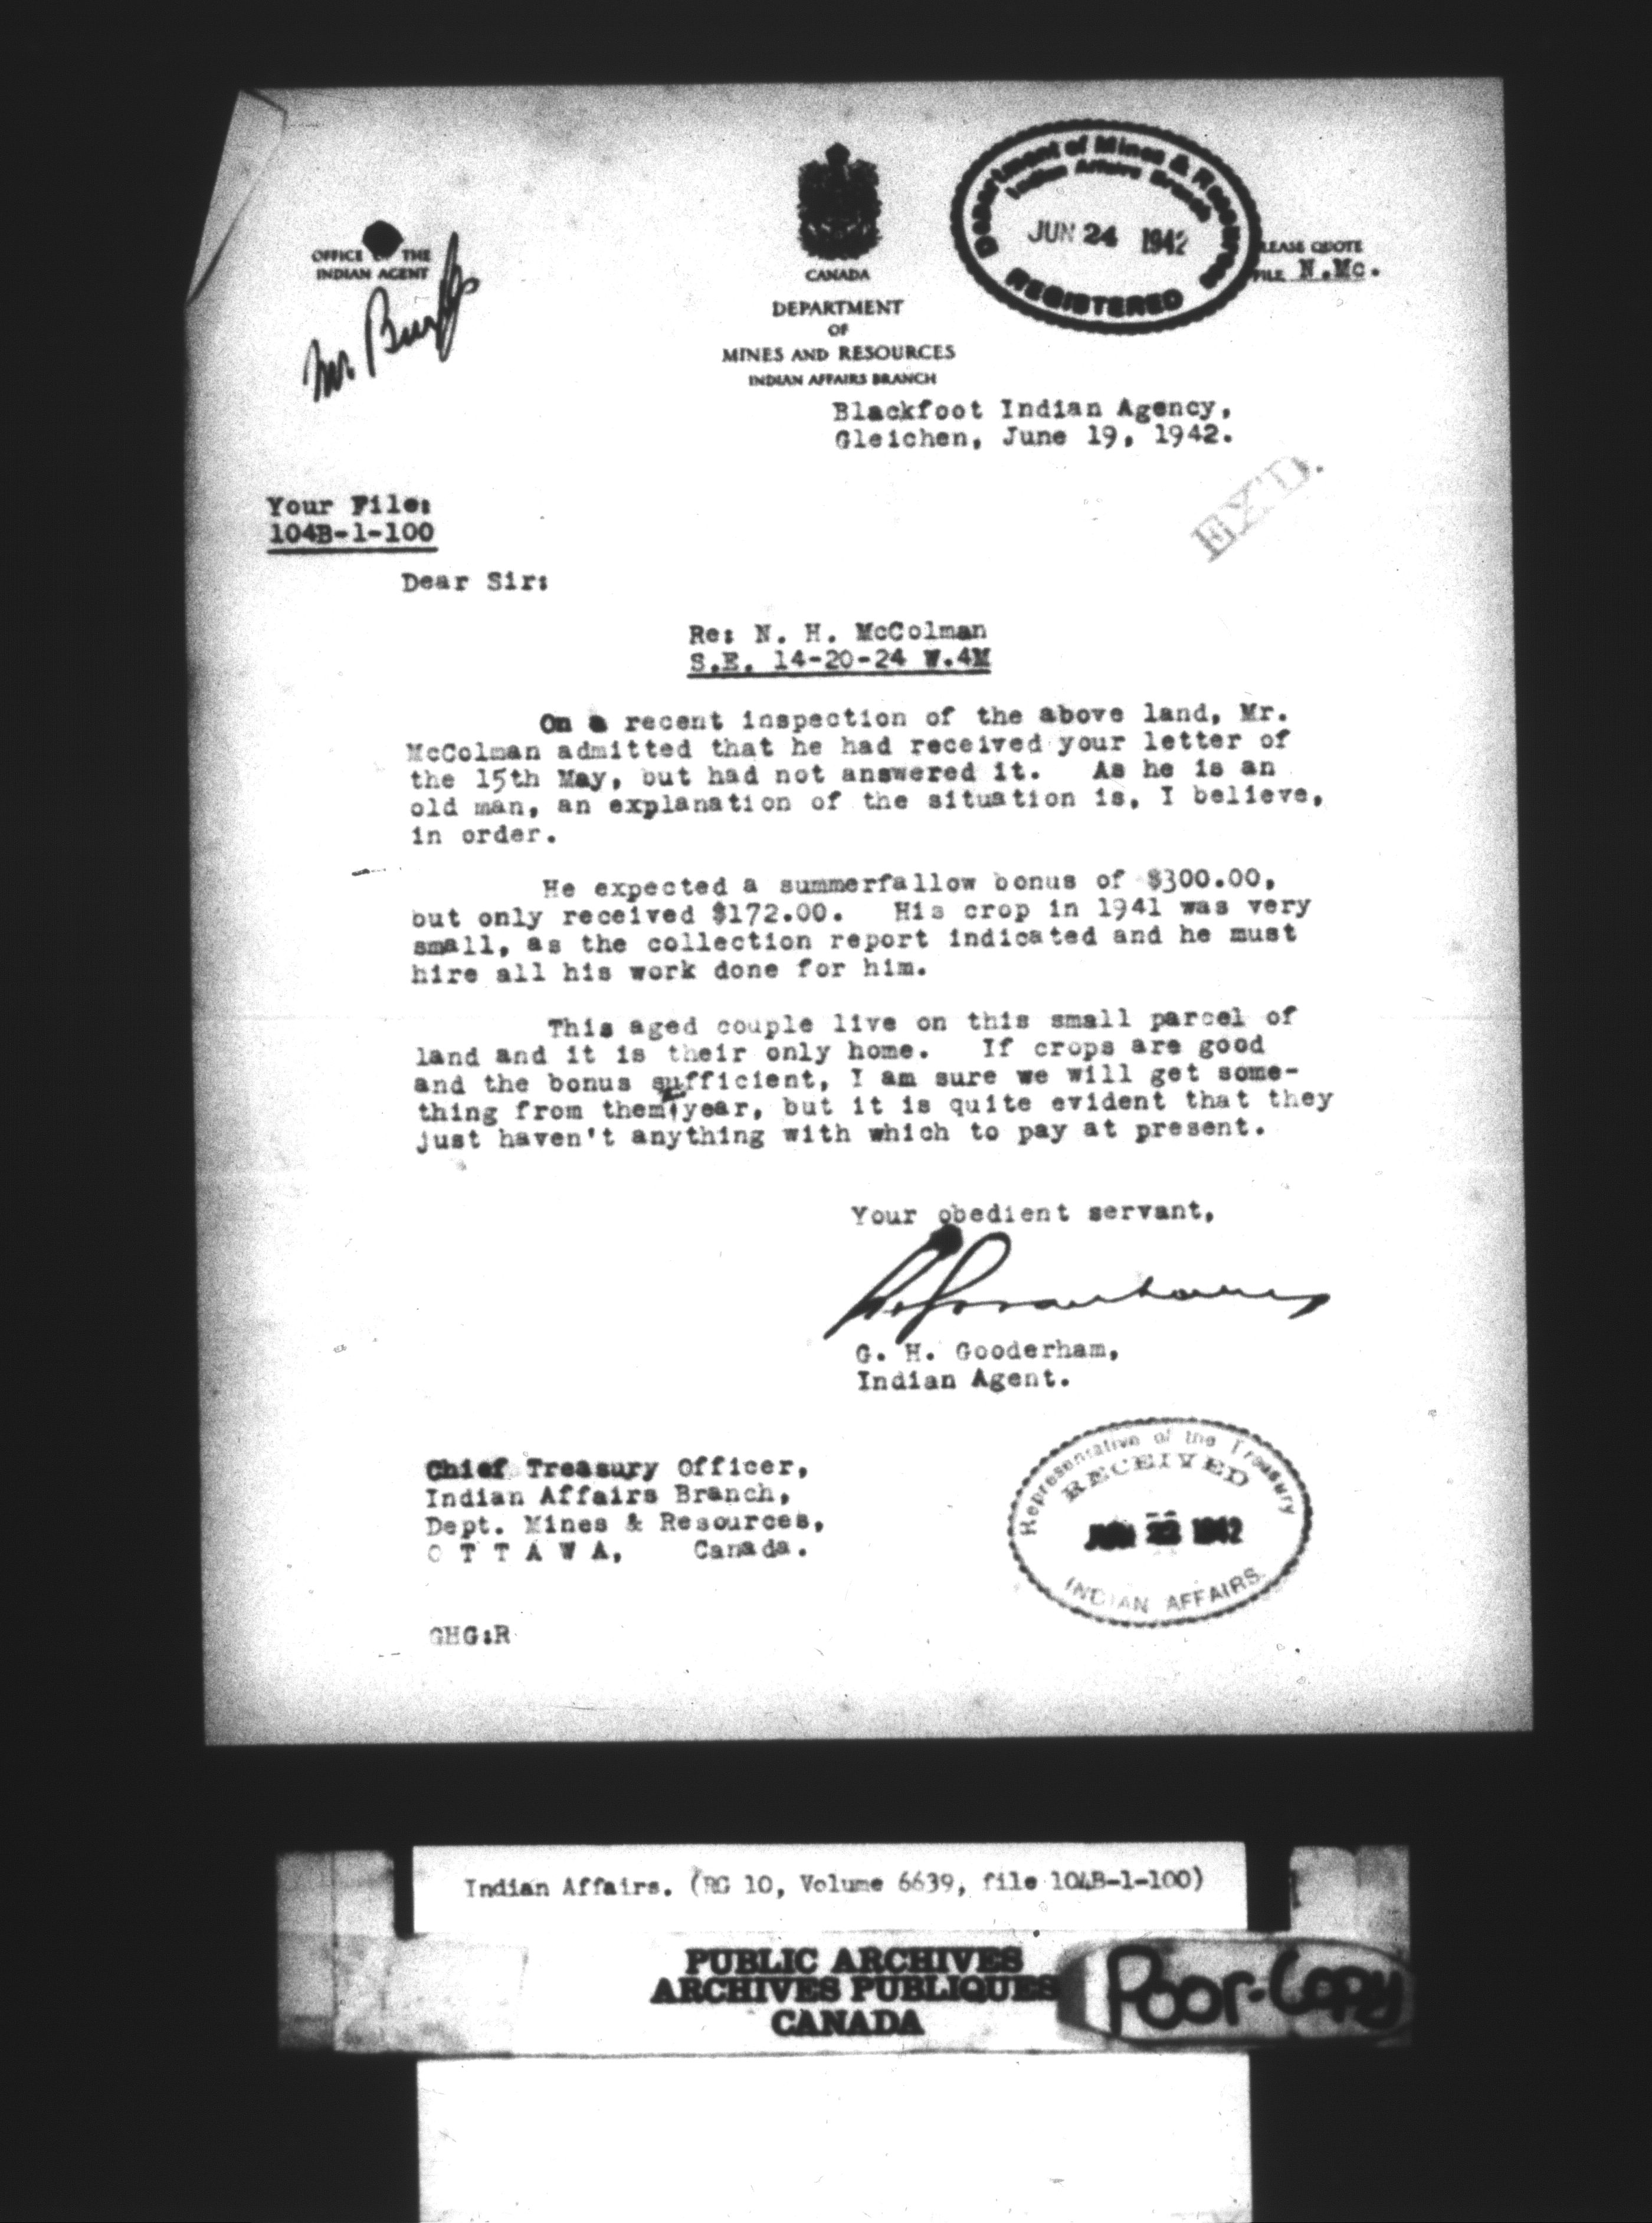 OFFICE OF THE
INDIAN AGENT
Mr.
CANADA
DEPARTMENT
OF
MINES AND RESOURCES
INDIAN AFFAIRS BRANCH
Department of Mines & Resources
Indian Affairs Branch
JUN 24 1942
REGISTERED
LEASE QUOTE
FILE N.Mc.
Blackfoot Indian Agency,
Gleichen, June 19, 1942.
EX'D.
Your File:
104B-1-100
Dear Sir:
Re: N. H. McColman
S.E. 14-20-24 W.4M
On a recent inspection of the above land, Mr.
McColman admitted that he had received your letter of
the 15th May, but had not answered it. As he is an
old man, an explanation of the situation is, I believe,
in order.
He expected a summerfallow bonus of $300.00,
but only received $172.00. His crop in 1941 was very
small, as the collection report indicated and he must
hire all his work done for him.
This aged couple live on this small parcel of
land and it is their only home. If crops are good
and the bonus sufficient, I am sure we will get some-
thing from them year, but it is quite evident that they
just haven't anything with which to pay at present.
Your obedient servant,
G. H. Gooderham,
Indian Agent.
Chief Treasury Officer,
Indian Affairs Branch,
Dept. Mines & Resources,
O T T A W A, Canada.
Representative of the Treasury
RECEIVED
1942
INDIAN AFFAIRS
GHG:R
Indian Affairs. (RG 10, Volume 6639, file 104B-1-100)
PUBLIC ARCHIVES
ARCHIVES PUBLIQUES
CANADA
Poor-Copy